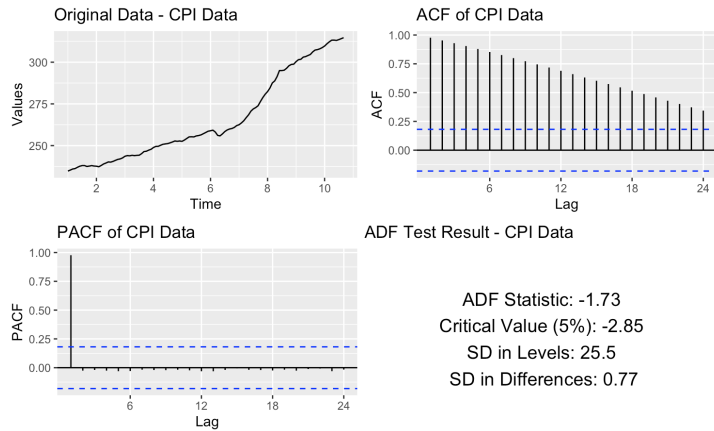 Original Data - CPI Data
Values
300
275
250
2
4
6
8
10
Time
ACF of CPI Data
ACF
1.00
0.75
0.50
0.25
0.00
6
12
18
24
Lag
PACF of CPI Data
PACF
1.00
0.75
0.50
0.25
0.00
6
12
18
24
Lag
ADF Test Result - CPI Data
ADF Statistic: -1.73
Critical Value (5%): -2.85
SD in Levels: 25.5
SD in Differences: 0.77